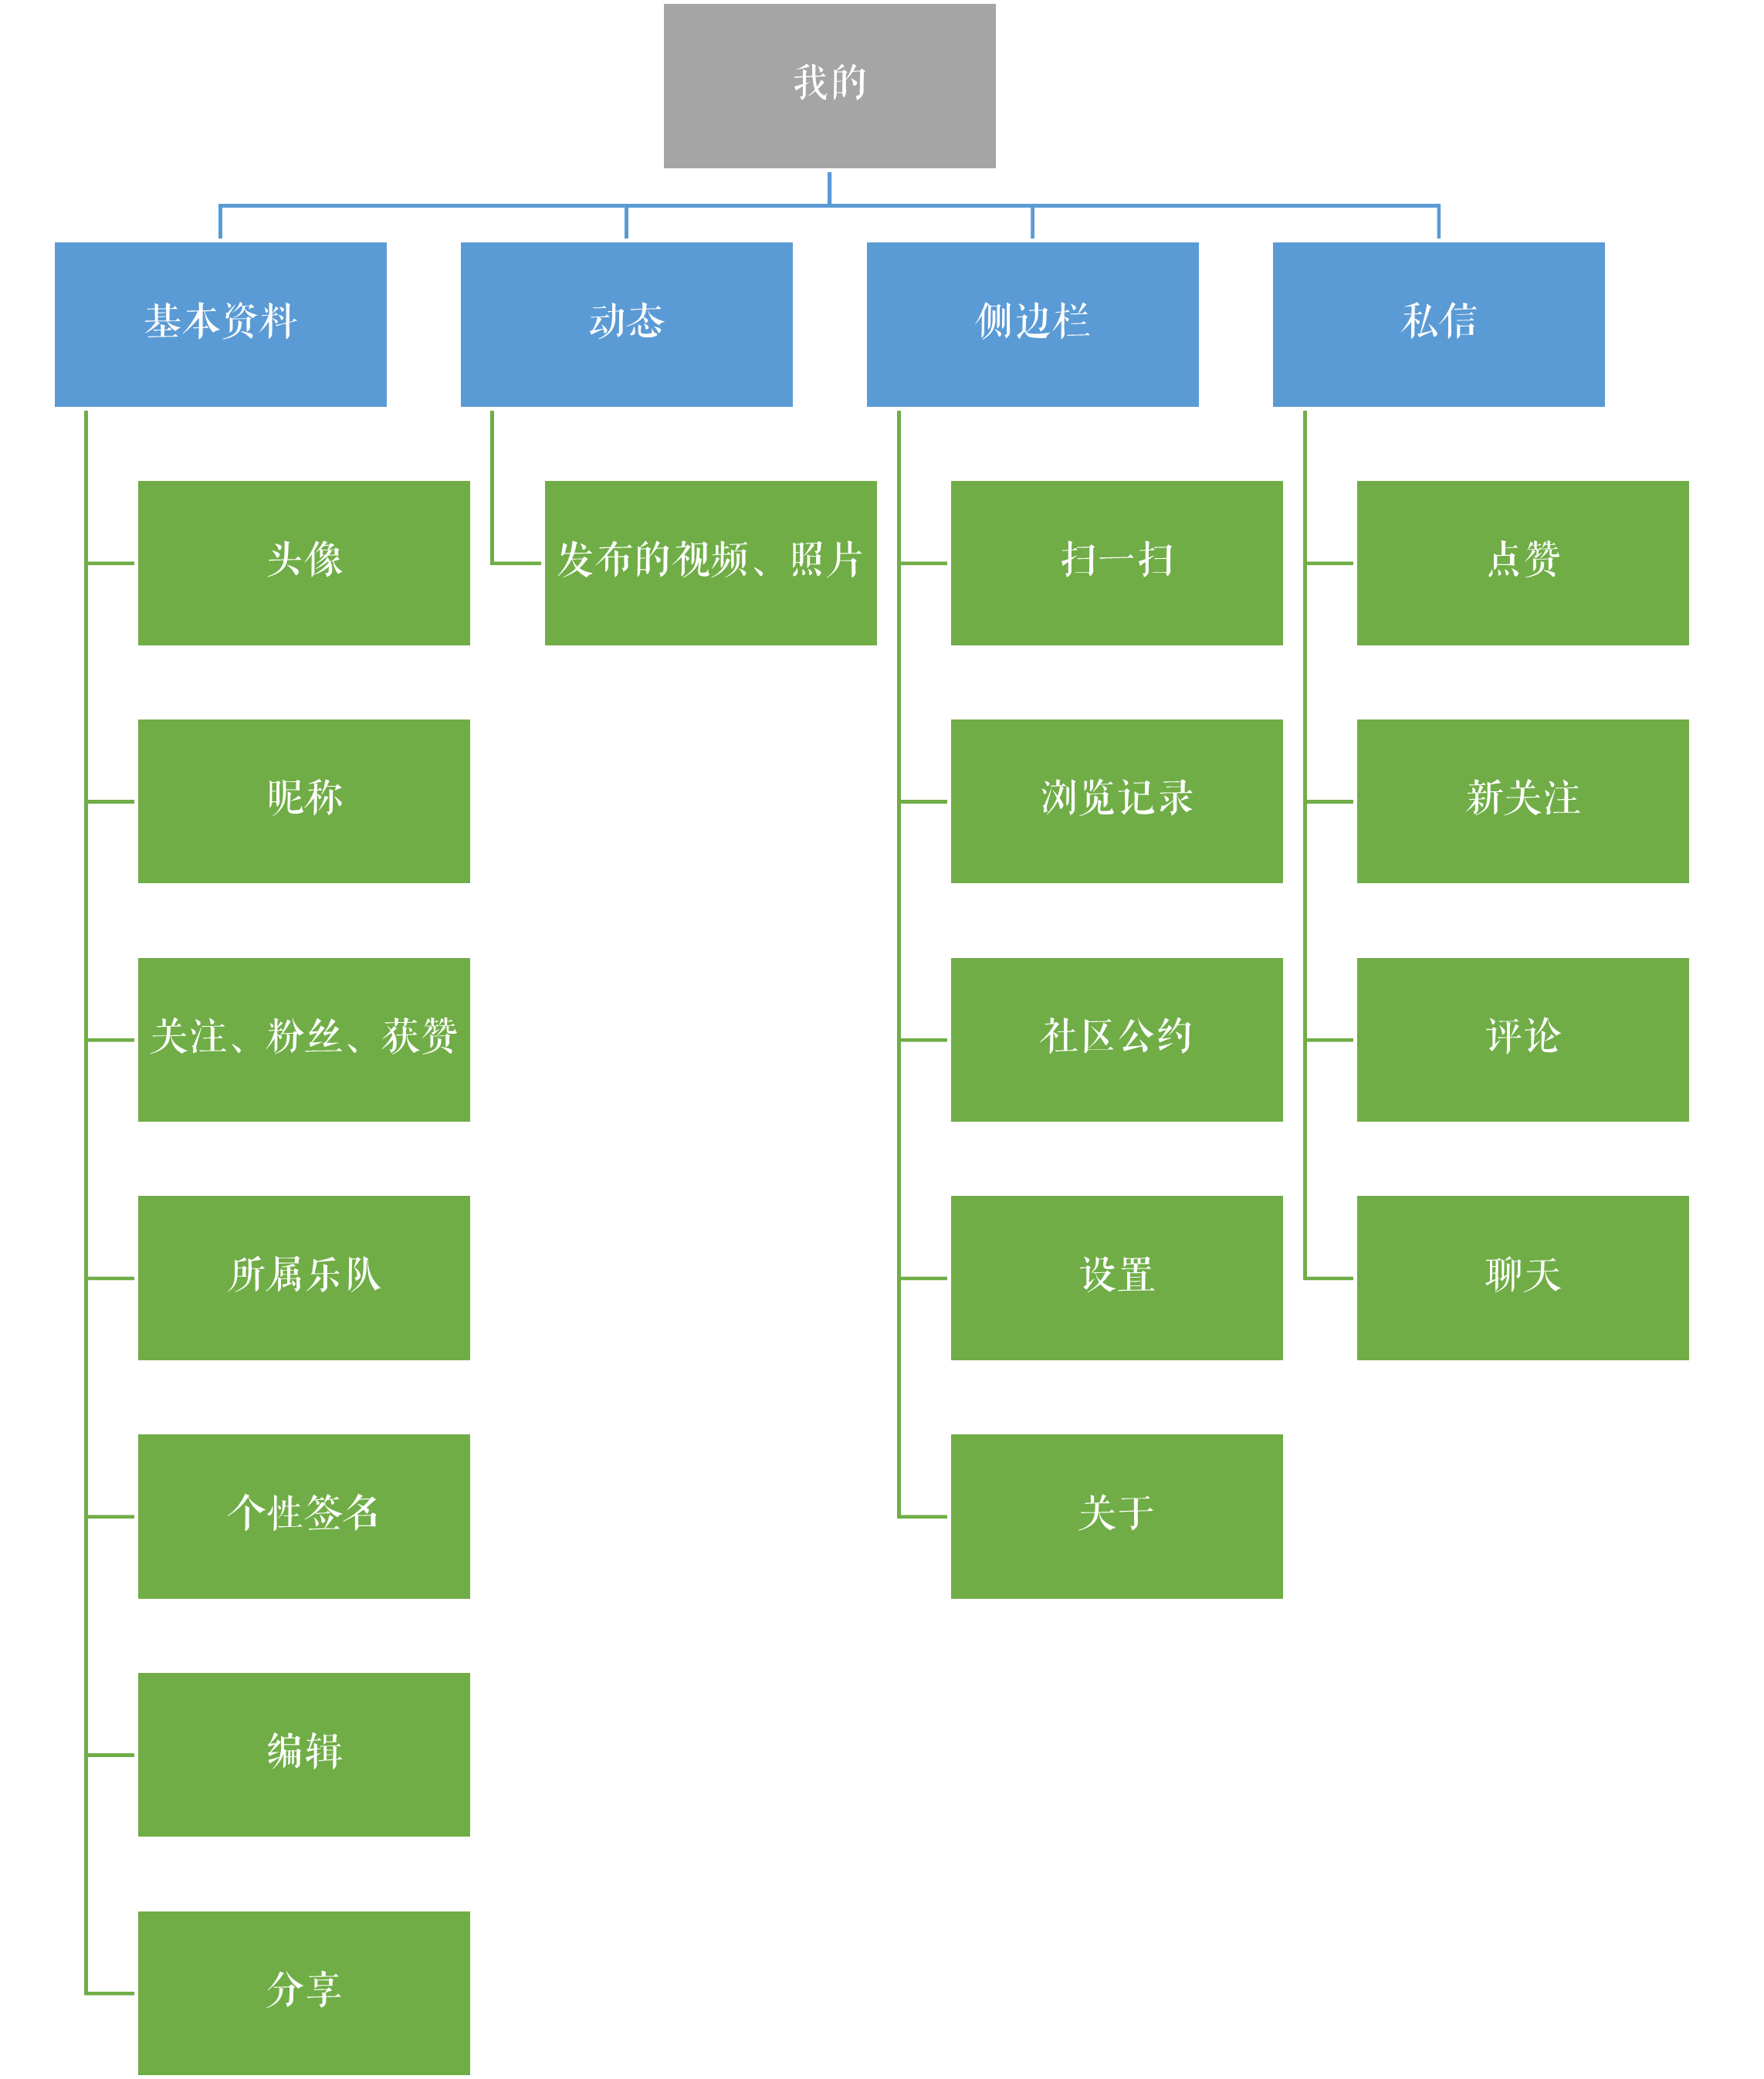 我的
基本资料
动态
侧边栏
私信
头像
发布的视频、照片
扫一扫
点赞
昵称
浏览记录
新关注
关注、粉丝、获赞
社区公约
评论
所属乐队
设置
聊天
个性签名
关于
编辑
分享